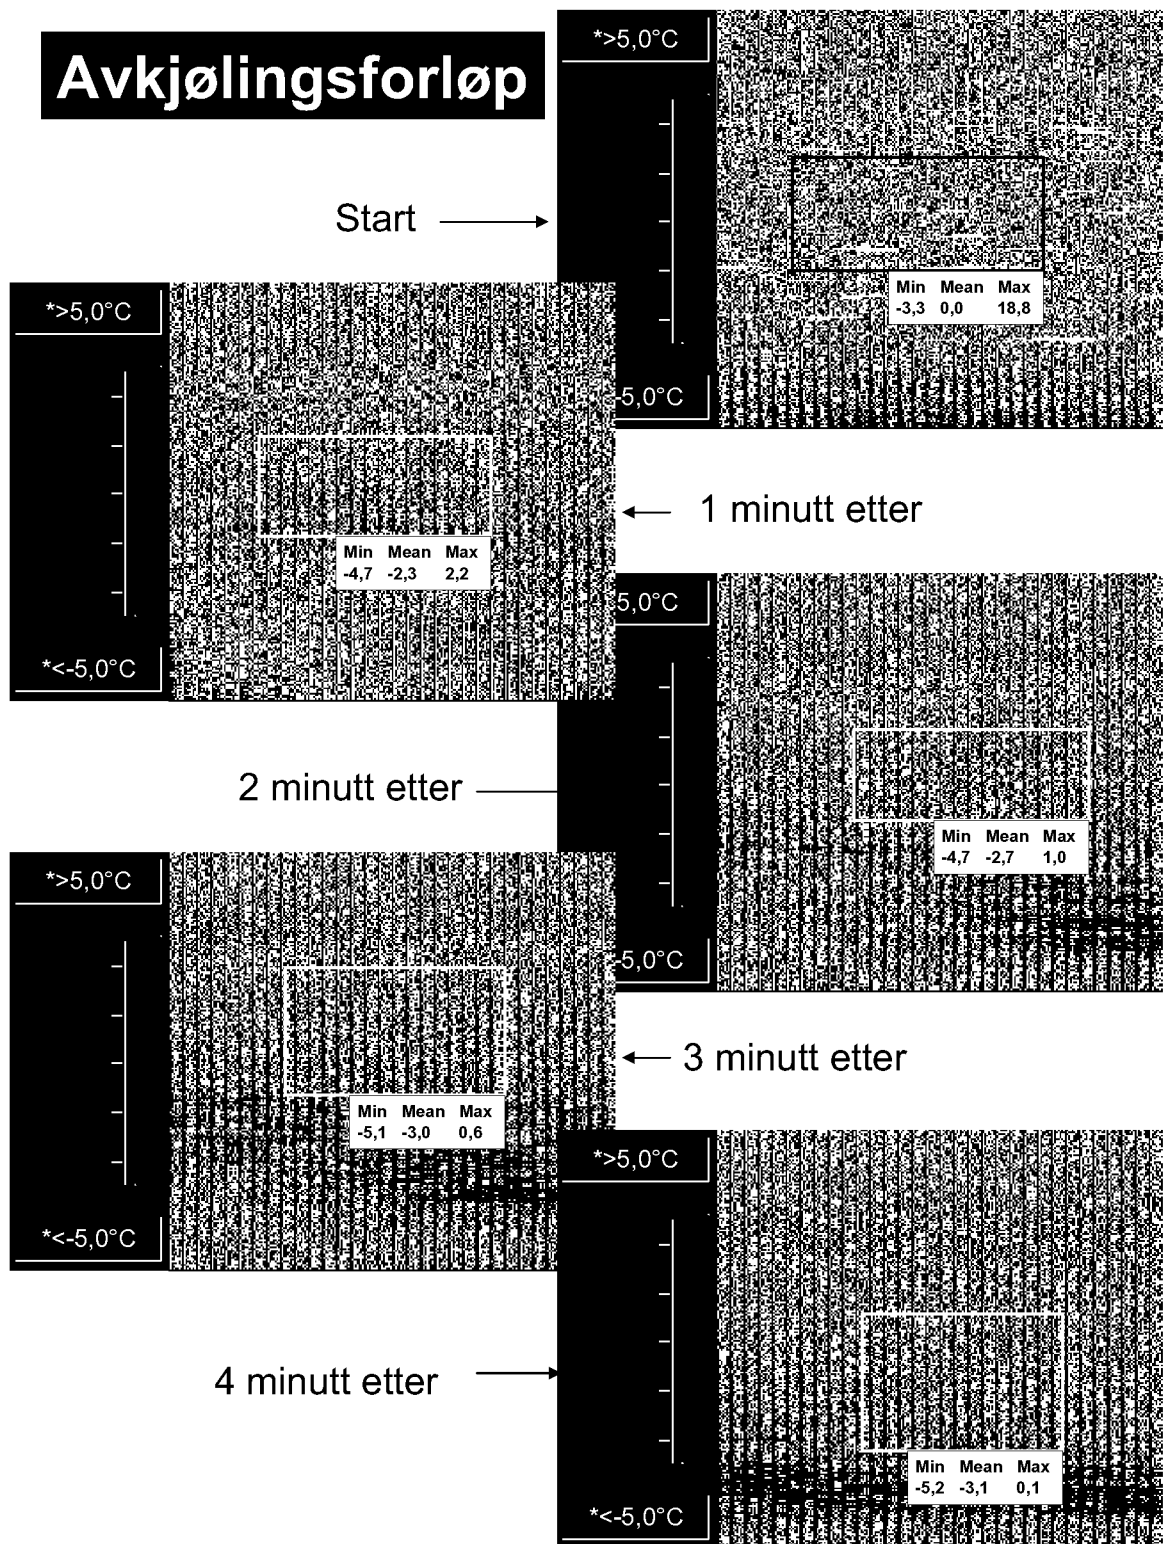 Avkjølingsforløp
*>5,0°C
Start
Min Mean Max
-3,3 0,0 18,8
-5,0°C
*>5,0°C
1 minutt etter
Min Mean Max
-4,7 -2,3 2,2
*<-5,0°C
5,0°C
2 minutt etter
Min Mean Max
-4,7 -2,7 1,0
-5,0°C
*>5,0°C
3 minutt etter
Min Mean Max
-5,1 -3,0 0,6
*<-5,0°C
*>5,0°C
4 minutt etter
Min Mean Max
-5,2 -3,1 0,1
*<-5,0°C